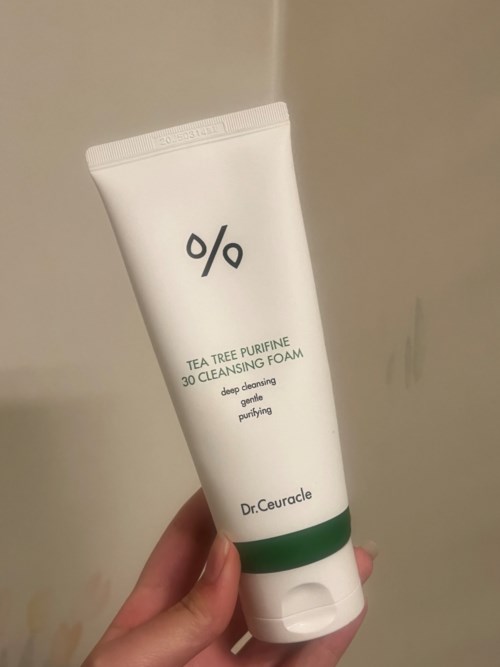 %
TEA TREE PURIFINE
30 CLEANSING FOAM
deep cleansing
gentle
purifying
Dr.Ceuracle